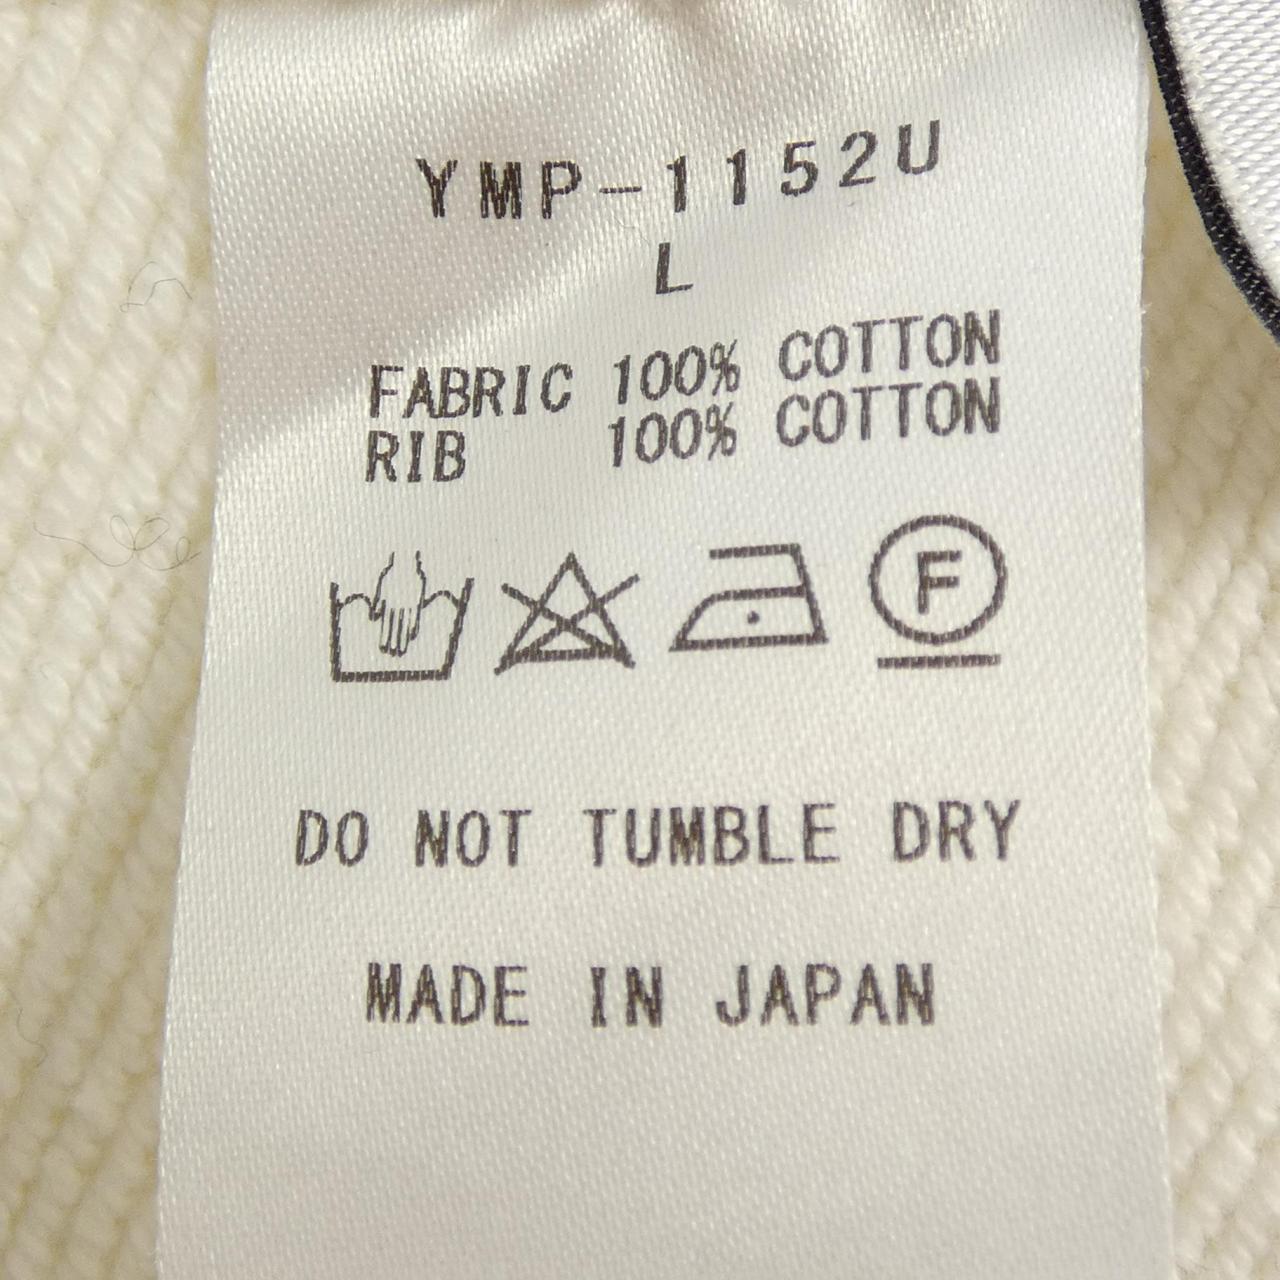 YMP-1152U
L
FABRIC 100% COTTON
RIB 100% COTTON
F
DO NOT TUMBLE DRY
MADE IN JAPAN